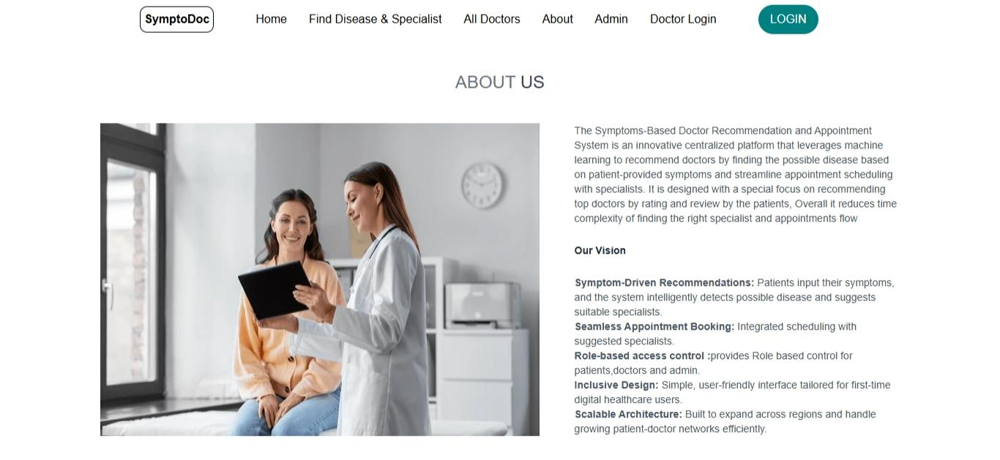 SymptoDoc
Home
Find Disease & Specialist
All Doctors
About
Admin
Doctor Login
LOGIN
ABOUT US
The Symptoms-Based Doctor Recommendation and Appointment
System is an innovative centralized platform that leverages machine
learning to recommend doctors by finding the possible disease based
on patient-provided symptoms and streamline appointment scheduling
with specialists. It is designed with a special focus on recommending
top doctors by rating and review by the patients, Overall it reduces time
complexity of finding the right specialist and appointments flow
Our Vision
Symptom-Driven Recommendations: Patients input their symptoms,
and the system intelligently detects possible disease and suggests
suitable specialists.
Seamless Appointment Booking: Integrated scheduling with
suggested specialists.
Role-based access control :provides Role based control for
patients,doctors and admin.
Inclusive Design: Simple, user-friendly interface tailored for first-time
digital healthcare users.
Scalable Architecture: Built to expand across regions and handle
growing patient-doctor networks efficiently.